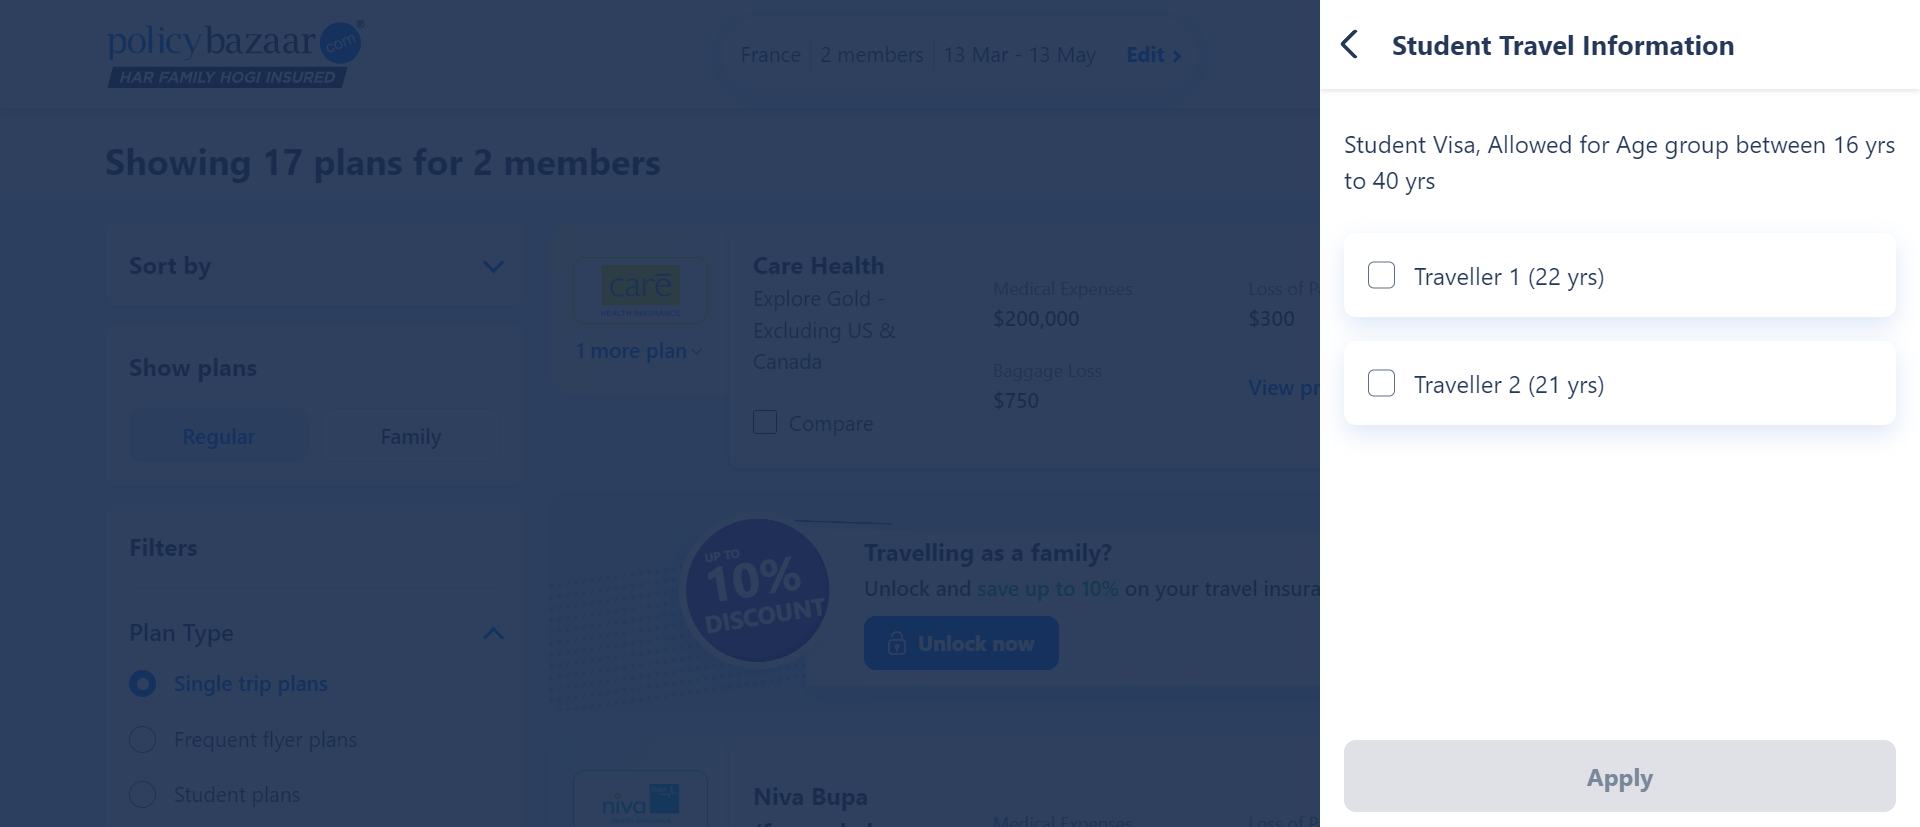 policybazaar.com®
HAR FAMILY HOGI INSURED
France 2 members 13 Mar - 13 May Edit
Showing 17 plans for 2 members
Sort by
Show plans
Regular Family
Filters
Plan Type
Single trip plans
Frequent flyer plans
Student plans
care
HEALTH INSURANCE
1 more plan
Care Health
Explore Gold -
Excluding US &
Canada
Compare
Medical Expenses
$200,000
Loss of P
$300
Baggage Loss
$750
View pr
UP TO
10%
DISCOUNT
Travelling as a family?
Unlock and save up to 10% on your travel insura
Unlock now
niva
Niva Bupa
Medical Expenses
Loss of P
Student Travel Information
Student Visa, Allowed for Age group between 16 yrs
to 40 yrs
Traveller 1 (22 yrs)
Traveller 2 (21 yrs)
Apply